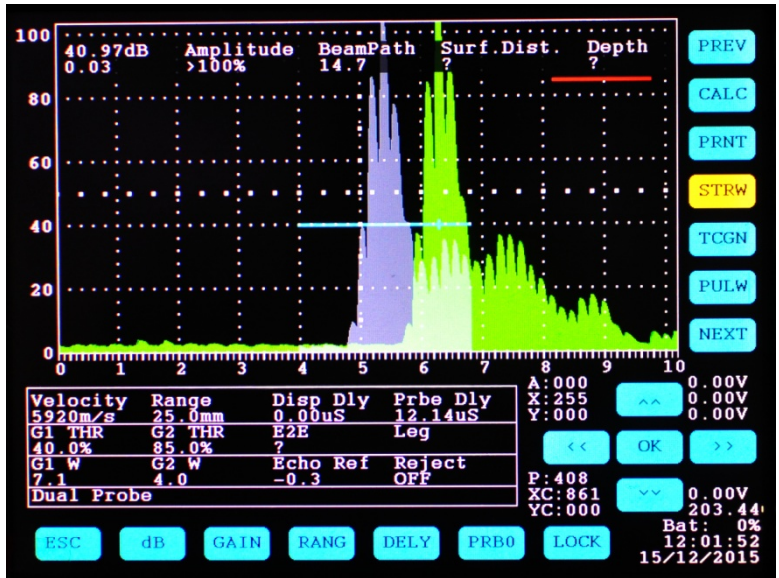 100 40.97dB Amplitude BeamPath Surf.Dist. Depth PREV
0.03 >100% 14.7 ? ?
80 CALC
PRNT
60
STRW
40 TCGN
20 PULW
0 NEXT
0 1 2 3 4 5 6 7 8 9 10
Velocity Range Disp Dly Prbe Dly A:000 ^^ 0.00V
5920m/s 25.0mm 0.00uS 12.14uS X:255 0.00V
G1 THR G2 THR E2E Leg Y:000 0.00V
40.0% 85.0% ? << OK >>
G1 W G2 W Echo Ref Reject P:408
7.1 4.0 -0.3 OFF XC:861 0.00V
Dual Probe YC:000 203.44
ESC dB GAIN RANG DELY PRB0 LOCK Bat: 0%
12:01:52
15/12/2015